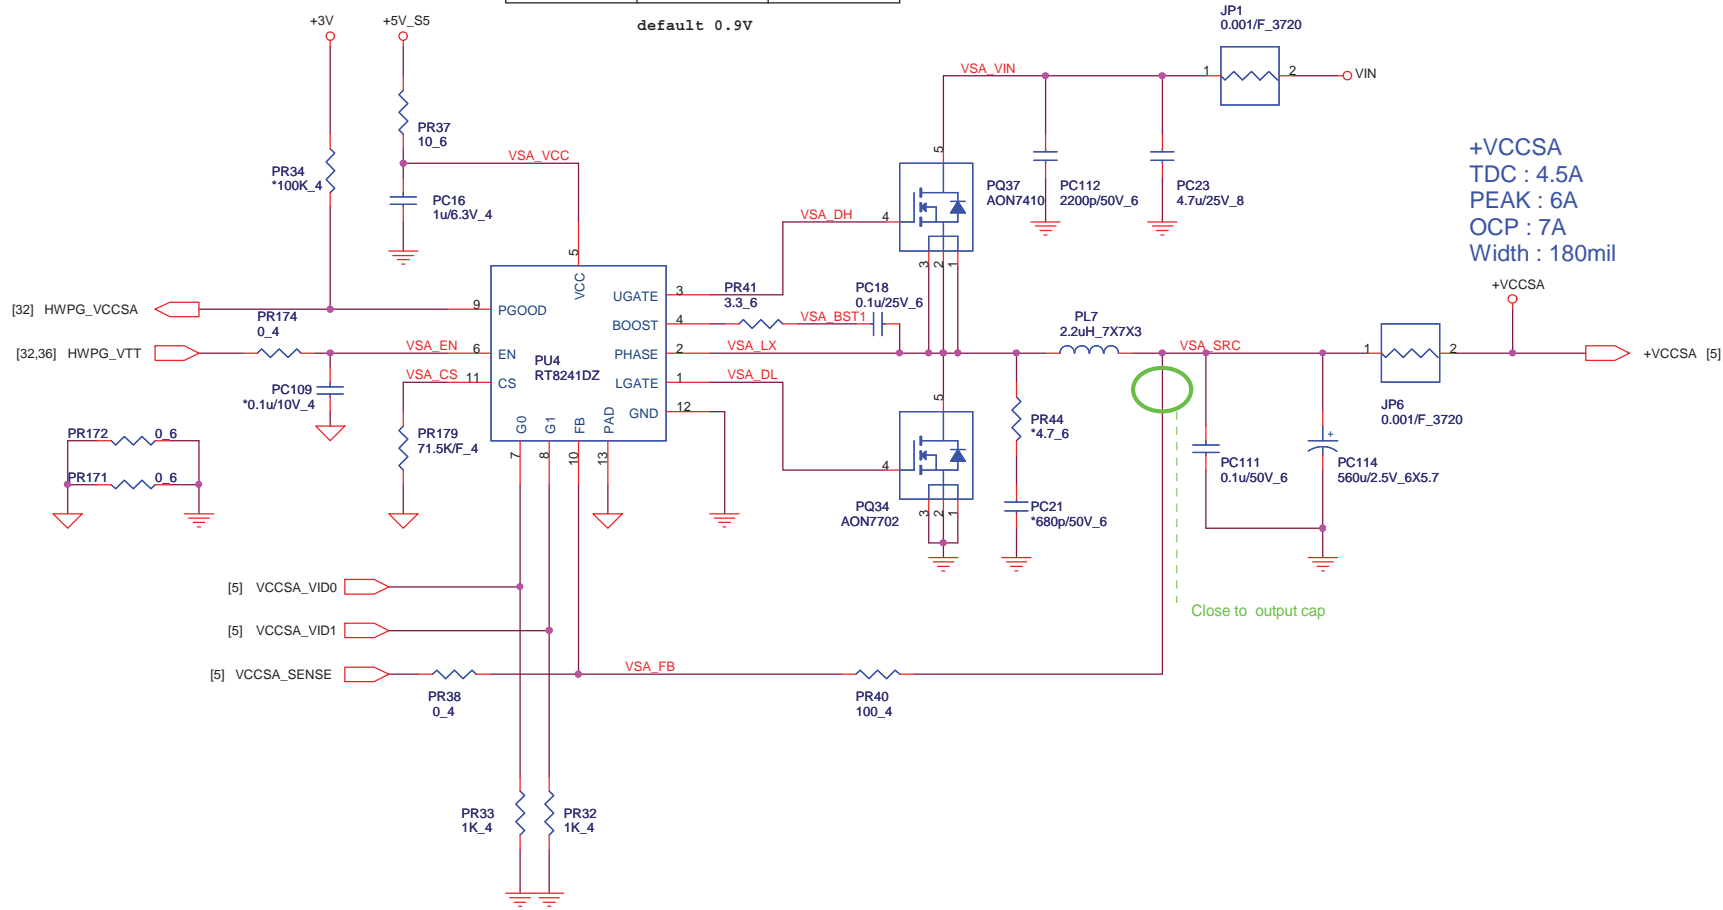 default 0.9V
+3V
+5V_S5
JP1
0.001/F_3720
VSA_VIN
1
2
VIN
PR37
10_6
VSA_VCC
PR34
*100K_4
PC16
1u/6.3V_4
5
PQ37
AON7410
PC112
2200p/50V_6
PC23
4.7u/25V_8
+VCCSA
TDC : 4.5A
PEAK : 6A
OCP : 7A
Width : 180mil
VSA_DH
4
3
2
1
5
VCC
[32] HWPG_VCCSA
9
PGOOD
UGATE
3
PR41
3.3_6
PC18
0.1u/25V_6
BOOST
4
VSA_BST1
PR174
0_4
[32,36] HWPG_VTT
VSA_EN
6
EN
PU4
RT8241DZ
PHASE
2
VSA_LX
PL7
2.2uH_7X7X3
VSA_SRC
1
2
+VCCSA
+VCCSA [5]
JP6
0.001/F_3720
PC109
*0.1u/10V_4
VSA_CS
11
CS
LGATE
1
VSA_DL
GND
12
G0
G1
FB
PAD
7
8
10
13
PR179
71.5K/F_4
PR172
0_6
PR171
0_6
5
4
PQ34
AON7702
3
2
1
PR44
*4.7_6
PC21
*680p/50V_6
PC111
0.1u/50V_6
+
PC114
560u/2.5V_6X5.7
[5] VCCSA_VID0
Close to output cap
[5] VCCSA_VID1
[5] VCCSA_SENSE
PR38
0_4
VSA_FB
PR40
100_4
PR33
1K_4
PR32
1K_4